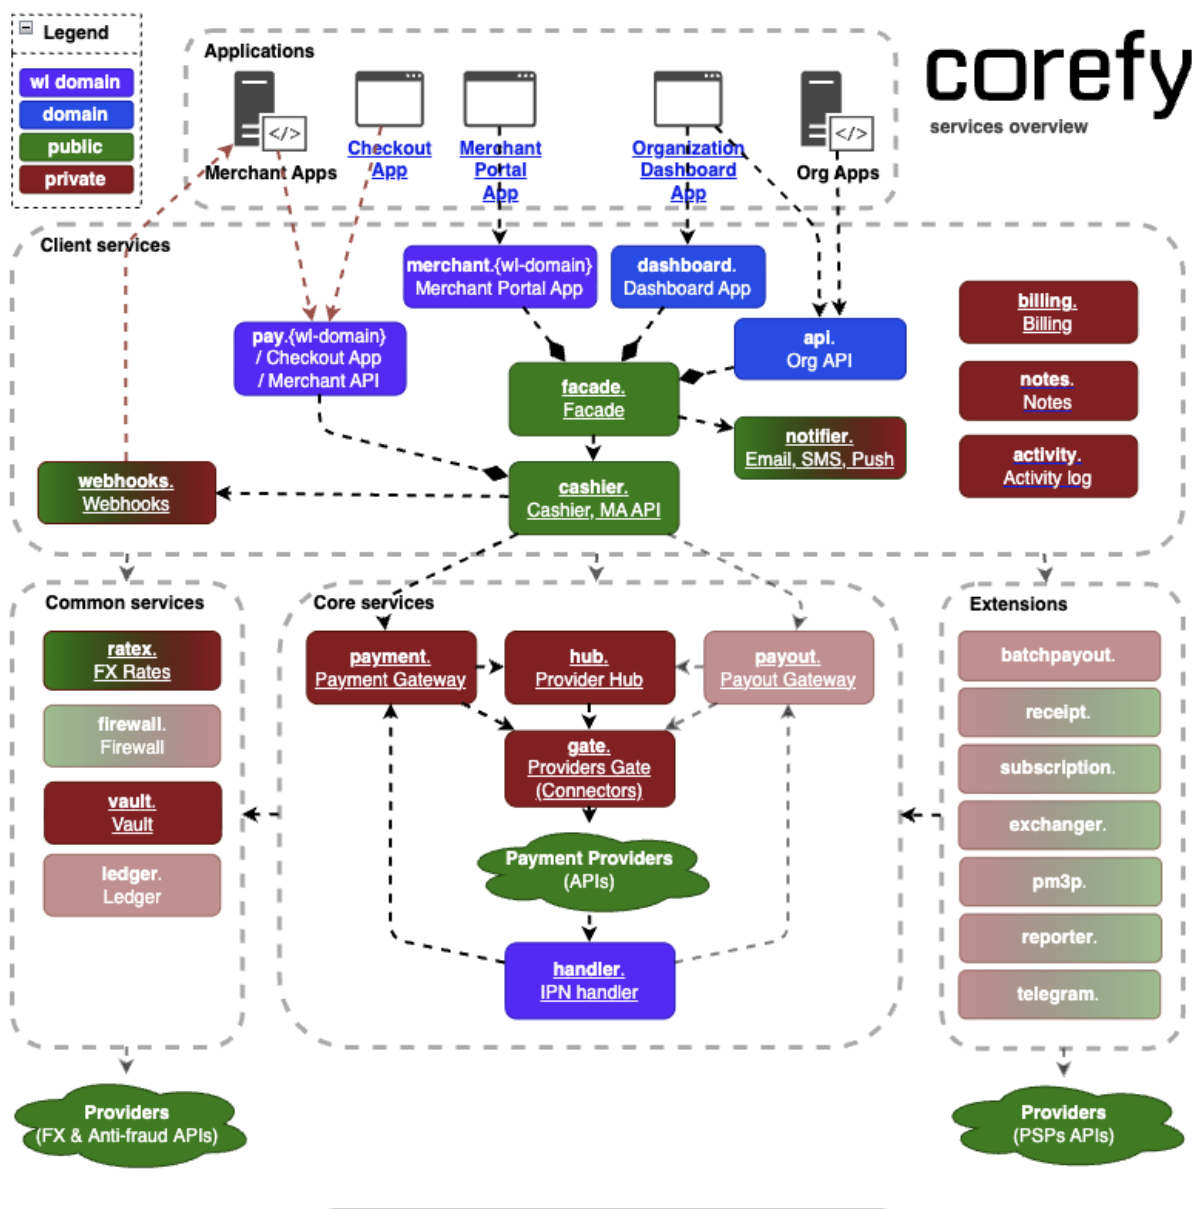 Legend
wl domain
domain
public
private
Applications
</>
Merchant Apps
Checkout
App
Merchant
Portal
App
Organization
Dashboard
App
</>
Org Apps
corefy
services overview
Client services
merchant.{wl-domain}
Merchant Portal App
dashboard.
Dashboard App
pay.{wl-domain}
/ Checkout App
/ Merchant API
api.
Org API
facade.
Facade
notifier.
Email, SMS, Push
billing.
Billing
notes.
Notes
activity.
Activity log
webhooks.
Webhooks
cashier.
Cashier, MA API
Common services
ratex.
FX Rates
firewall.
Firewall
vault.
Vault
ledger.
Ledger
Core services
payment.
Payment Gateway
hub.
Provider Hub
payout.
Payout Gateway
gate.
Providers Gate
(Connectors)
Payment Providers
(APIs)
handler.
IPN handler
Extensions
batchpayout.
receipt.
subscription.
exchanger.
pm3p.
reporter.
telegram.
Providers
(FX & Anti-fraud APIs)
Providers
(PSPs APIs)